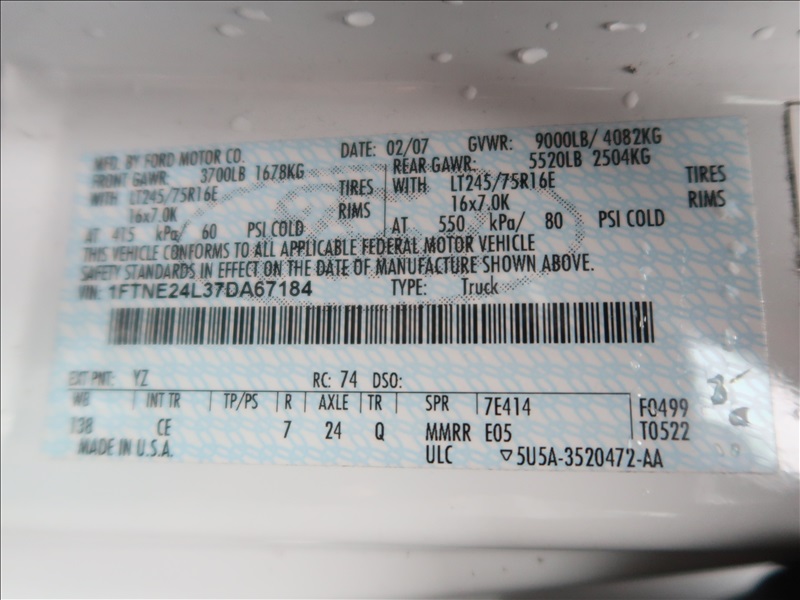 MFD. BY FORD MOTOR CO. DATE: 02/07 GVWR: 9000LB/ 4082KG
FRONT GAWR: 3700LB 1678KG REAR GAWR: 5520LB 2504KG
WITH LT245/75R16E TIRES WITH LT245/75R16E TIRES
16x7.0K RIMS 16x7.0K RIMS
AT 415 kPa/ 60 PSI COLD AT 550 kPa/ 80 PSI COLD
THIS VEHICLE CONFORMS TO ALL APPLICABLE FEDERAL MOTOR VEHICLE
SAFETY STANDARDS IN EFFECT ON THE DATE OF MANUFACTURE SHOWN ABOVE.
VIN: 1FTNE24L37DA67184 TYPE: Truck
EXT PNT: YZ RC: 74 DSO:
WB INT TR TP/PS R AXLE TR SPR 7E414 F0499
138 CE 7 24 Q MMRR E05 T0522
MADE IN U.S.A. ULC ▽5U5A-3520472-AA